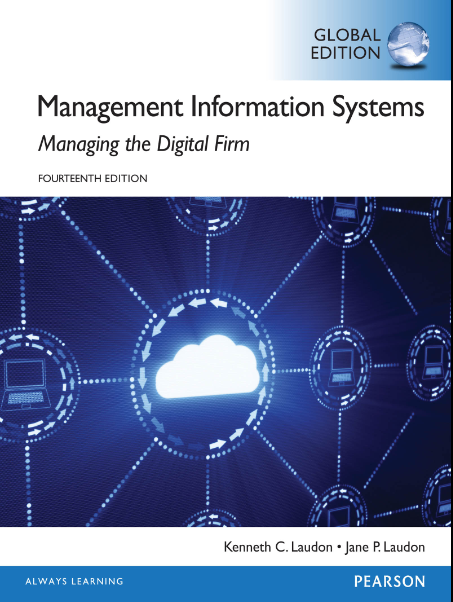 GLOBAL
EDITION
Management Information Systems
Managing the Digital Firm
FOURTEENTH EDITION
Kenneth C. Laudon • Jane P. Laudon
ALWAYS LEARNING
PEARSON